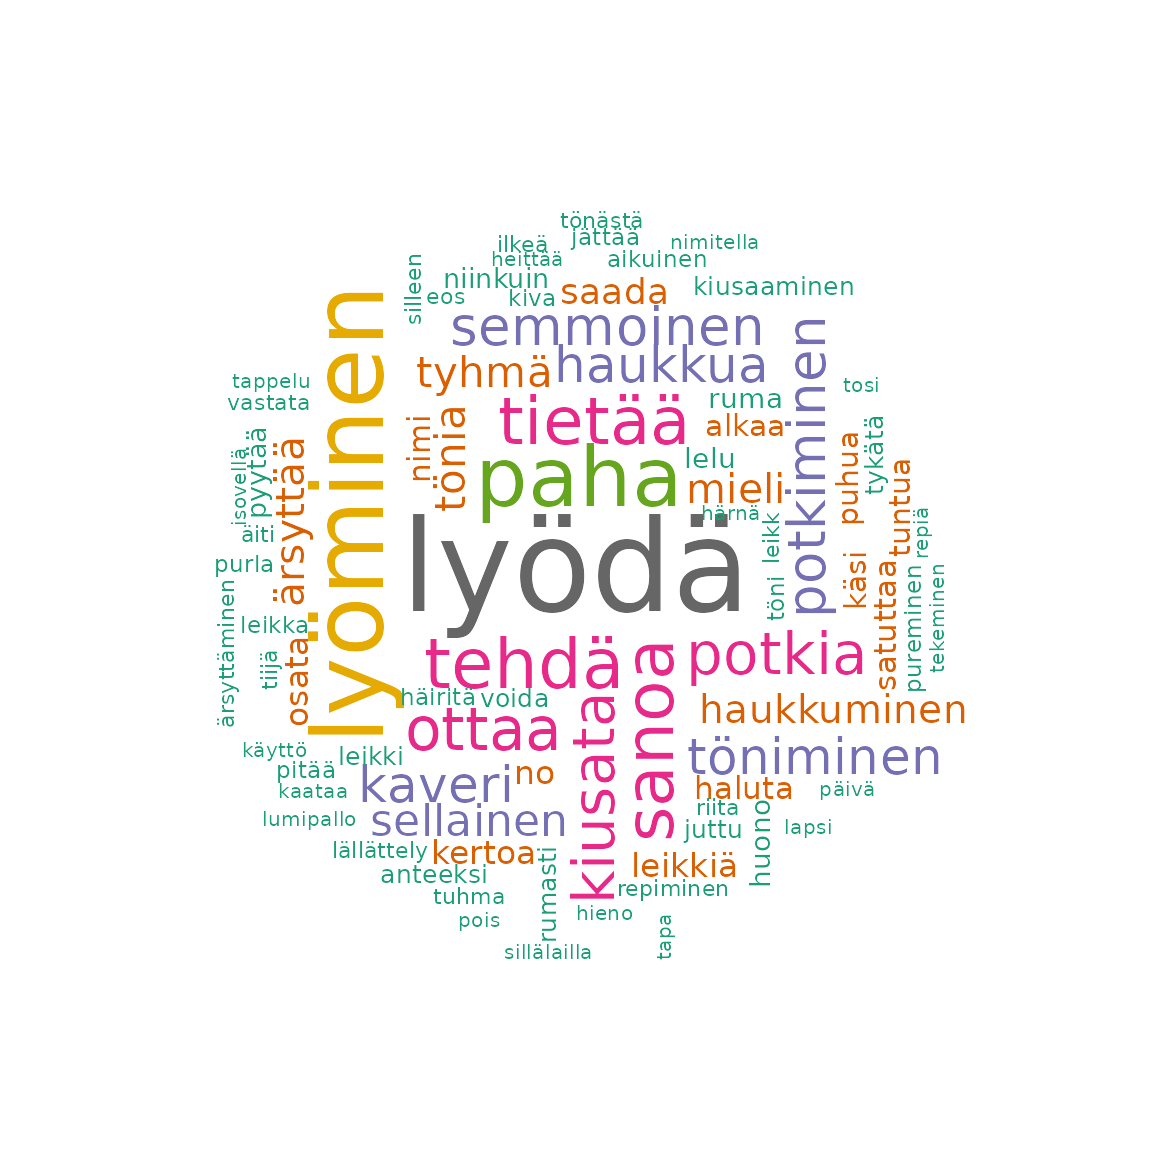 tönästä
jättää
nimitella
ilkeä
heittää
aikuinen
silleen
niinkuin
eos
kiva
saada
kiusaaminen
semmoinen
haukkua
tyhmä
tappelu
vastata
tosi
ruma
alkaa
tietää
nimi
töniä
lyöminen
potkiminen
puhua
tykätä
isovellä
pyytää
ärsyttää
paha
lelu
mieli
härnä
tuntua
repiä
äiti
lyödä
leikk
töni
käsi
satuttaa
pureminen
tekeminen
purla
ärsyttäminen
leikka
tiijä
osata
tehdä
potkia
häiritä
voida
ottaa
kiusata
sanoa
haukkuminen
töniminen
käyttö
leikki
pitää
kaataa
kaveri
no
haluta
päivä
riita
lumipallo
sellainen
juttu
huono
lapsi
lällättely
kertoa
leikkiä
anteeksi
rumasti
repiminen
tuhma
pois
hieno
tapa
sillälailla